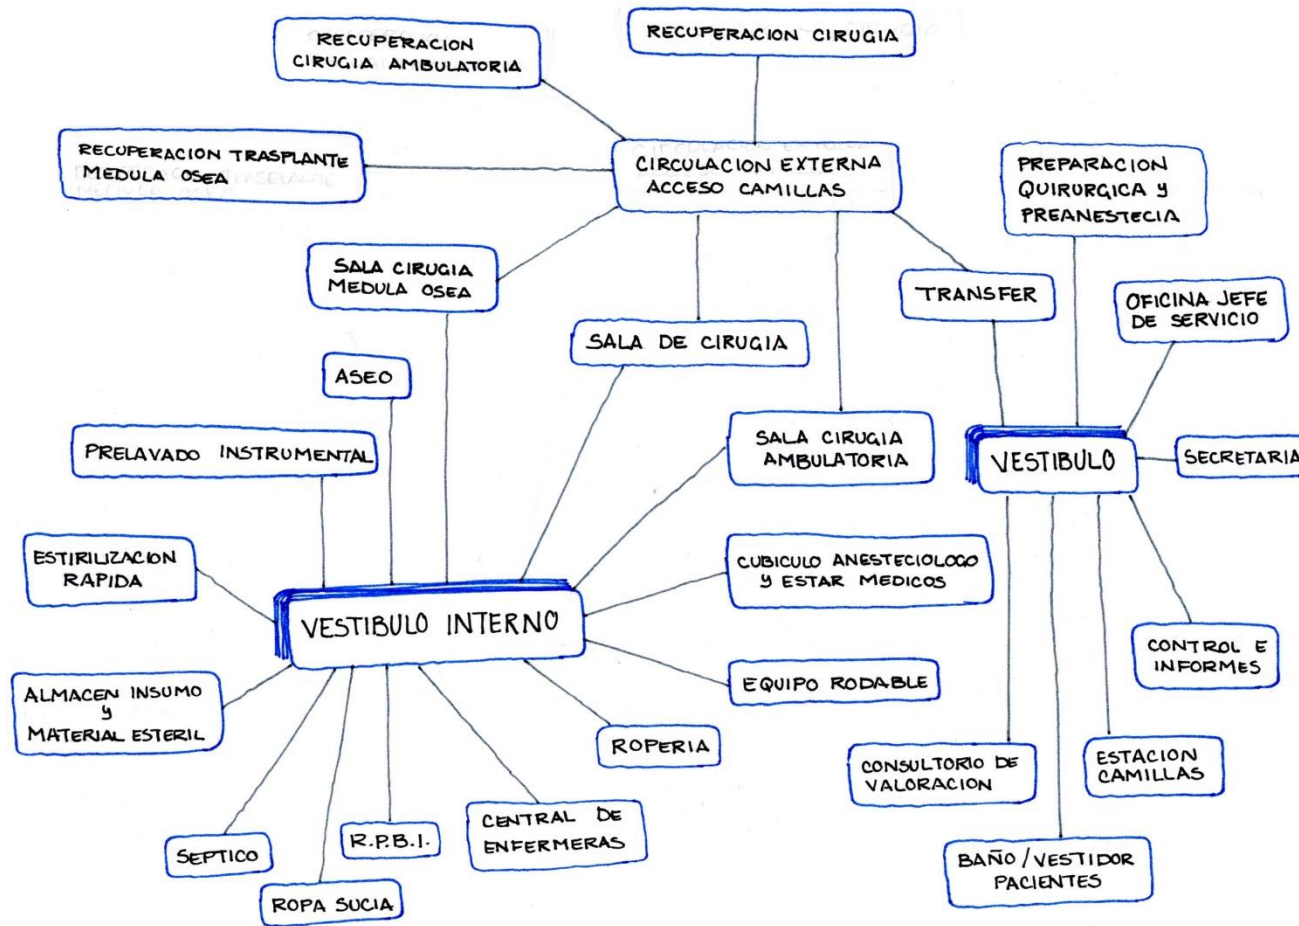 RECUPERACION
CIRUGIA AMBULATORIA
RECUPERACION CIRUGIA
RECUPERACION TRASPLANTE
MEDULA OSEA
CIRCULACION EXTERNA
ACCESO CAMILLAS
PREPARACION
QUIRURGICA Y
PREANESTECIA
SALA CIRUGIA
MEDULA OSEA
TRANSFER
OFICINA JEFE
DE SERVICIO
SALA DE CIRUGIA
ASEO
PRELAVADO INSTRUMENTAL
SALA CIRUGIA
AMBULATORIA
VESTIBULO
SECRETARIA
ESTIRILIZACION
RAPIDA
CUBICULO ANESTECIOLOGO
Y ESTAR MEDICOS
VESTIBULO INTERNO
CONTROL E
INFORMES
ALMACEN INSUMO
Y
MATERIAL ESTERIL
EQUIPO RODABLE
ROPERIA
CONSULTORIO DE
VALORACION
ESTACION
CAMILLAS
SEPTICO
R.P.B.I.
CENTRAL DE
ENFERMERAS
ROPA SUCIA
BAÑO/VESTIDOR
PACIENTES